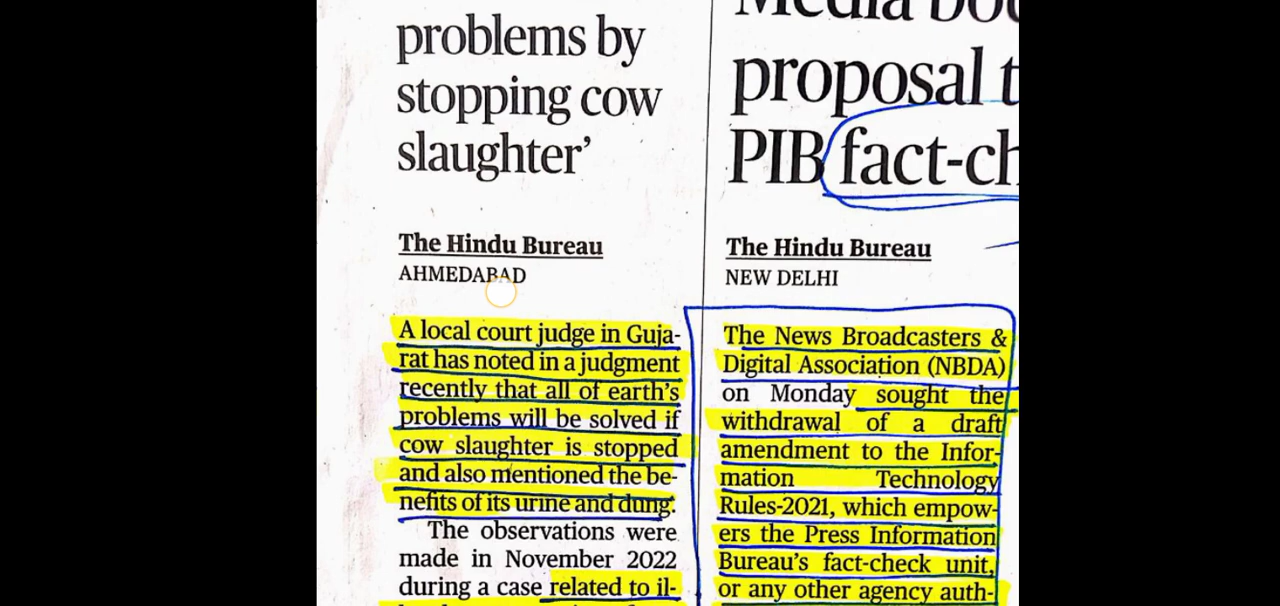 problems by
stopping cow
slaughter’
The Hindu Bureau
AHMEDABAD
A local court judge in Guja-
rat has noted in a judgment
recently that all of earth’s
problems will be solved if
cow slaughter is stopped
and also mentioned the be-
nefits of its urine and dung.
The observations were
made in November 2022
during a case related to il-
Media
proposal
PIB fact-ch
The Hindu Bureau
NEW DELHI
The News Broadcasters &
Digital Association (NBDA)
on Monday sought the
withdrawal of a draft
amendment to the Infor-
mation Technology
Rules-2021, which empow-
ers the Press Information
Bureau’s fact-check unit,
or any other agency auth-